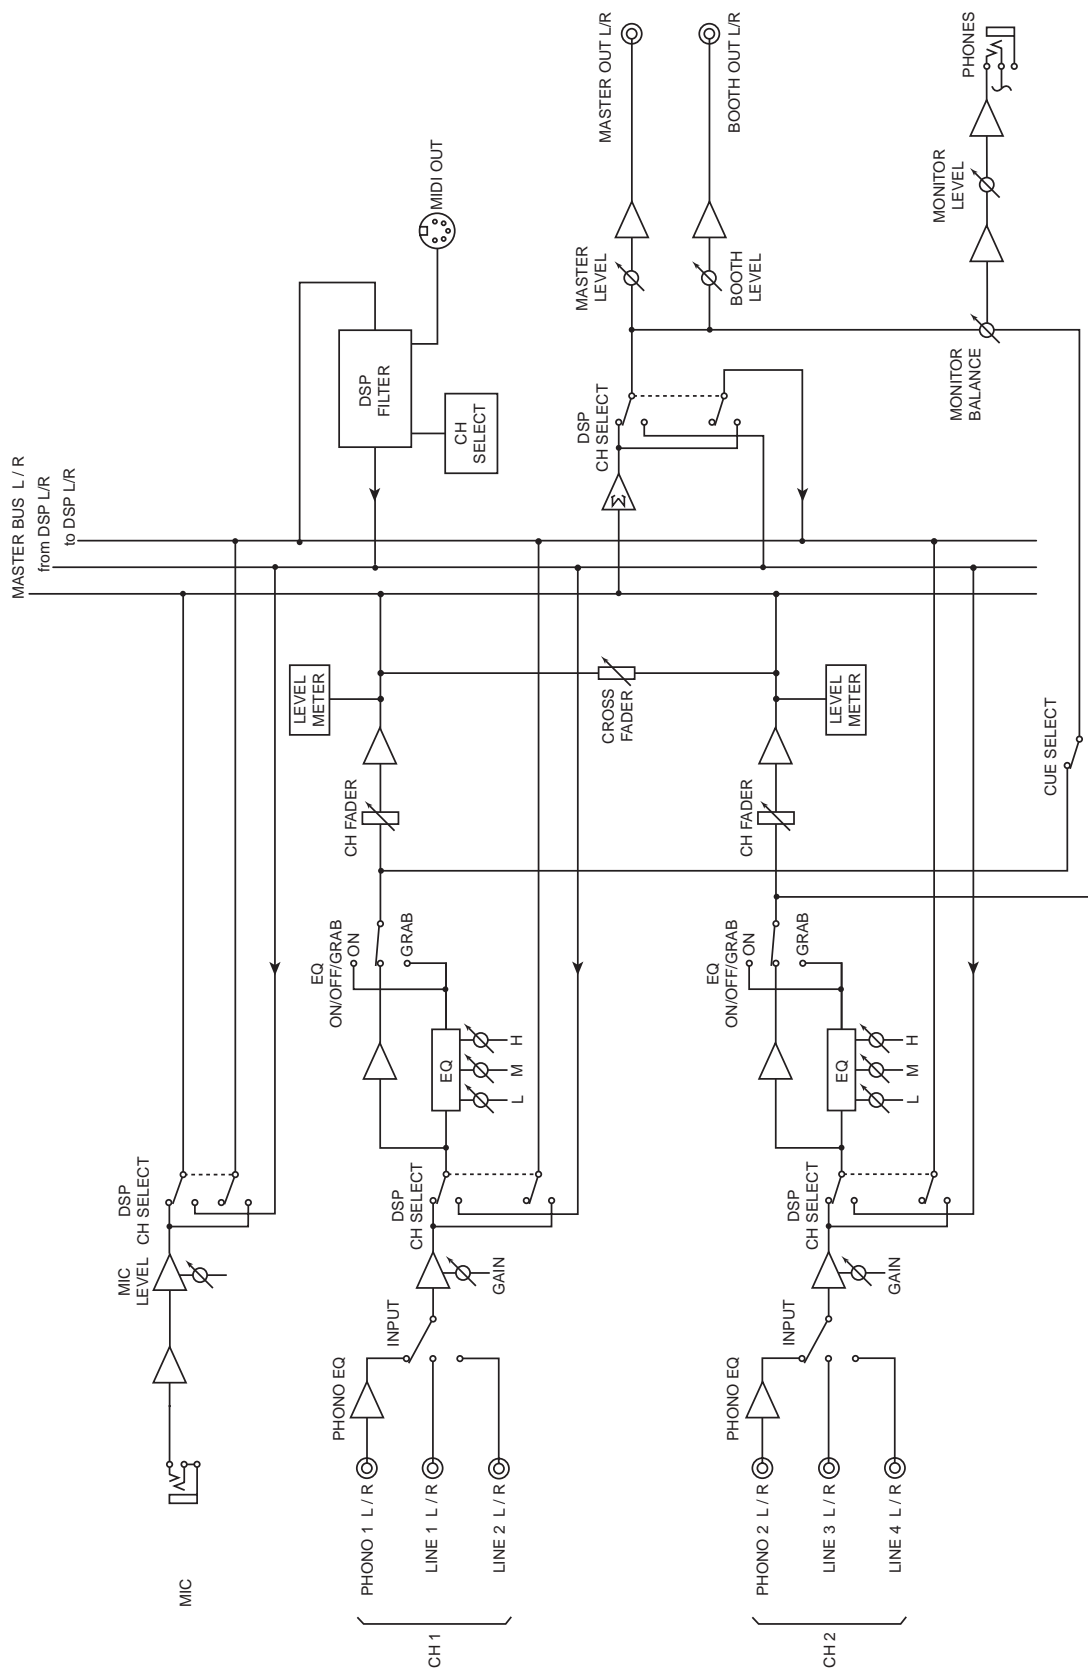 MASTER BUS L / R
from DSP L/R
to DSP L/R
MIC
MIC
LEVEL
DSP
CH SELECT
DSP
FILTER
CH
SELECT
MIDI OUT
CH 1
PHONO 1 L / R
LINE 1 L / R
LINE 2 L / R
PHONO EQ
INPUT
GAIN
DSP
CH SELECT
EQ
L
M
H
EQ
ON/OFF/GRAB
ON
GRAB
CH FADER
LEVEL
METER
CROSS
FADER
DSP
CH SELECT
MASTER
LEVEL
MASTER OUT L/R
BOOTH
LEVEL
BOOTH OUT L/R
CH 2
PHONO 2 L / R
LINE 3 L / R
LINE 4 L / R
PHONO EQ
INPUT
GAIN
DSP
CH SELECT
EQ
L
M
H
EQ
ON/OFF/GRAB
ON
GRAB
CH FADER
LEVEL
METER
CUE SELECT
MONITOR
BALANCE
MONITOR
LEVEL
PHONES
Σ